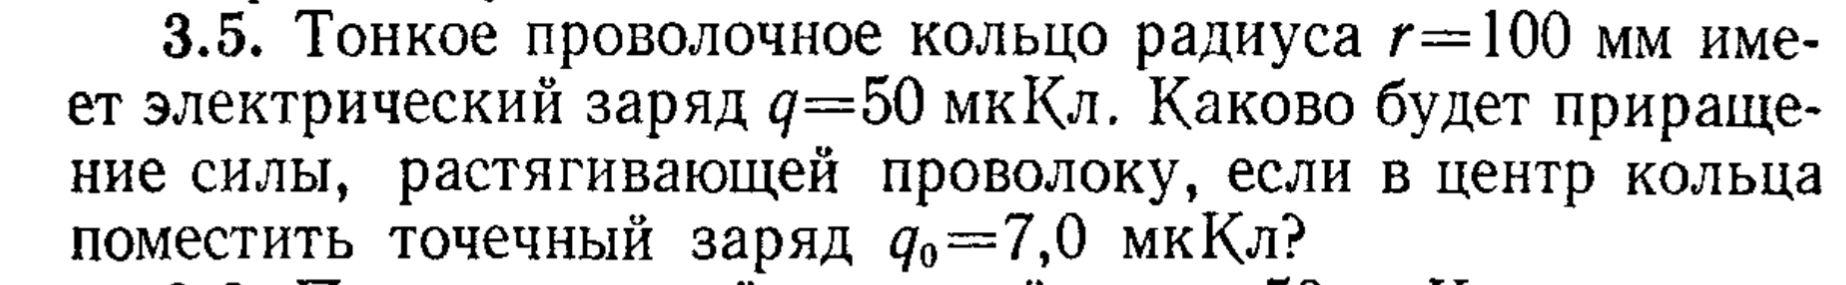 3.5. Тонкое проволочное кольцо радиуса r=100 мм име-
ет электрический заряд q=50 мкКл. Каково будет прираще-
ние силы, растягивающей проволоку, если в центр кольца
поместить точечный заряд q₀=7,0 мкКл?